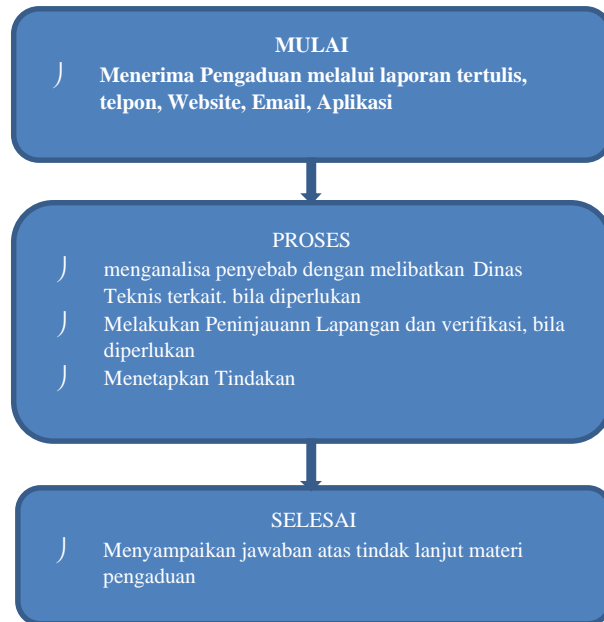 MULAI
Menerima Pengaduan melalui laporan tertulis,
telpon, Website, Email, Aplikasi
PROSES
menganalisa penyebab dengan melibatkan Dinas
Teknis terkait. bila diperlukan
Melakukan Peninjauann Lapangan dan verifikasi, bila
diperlukan
Menetapkan Tindakan
SELESAI
Menyampaikan jawaban atas tindak lanjut materi
pengaduan